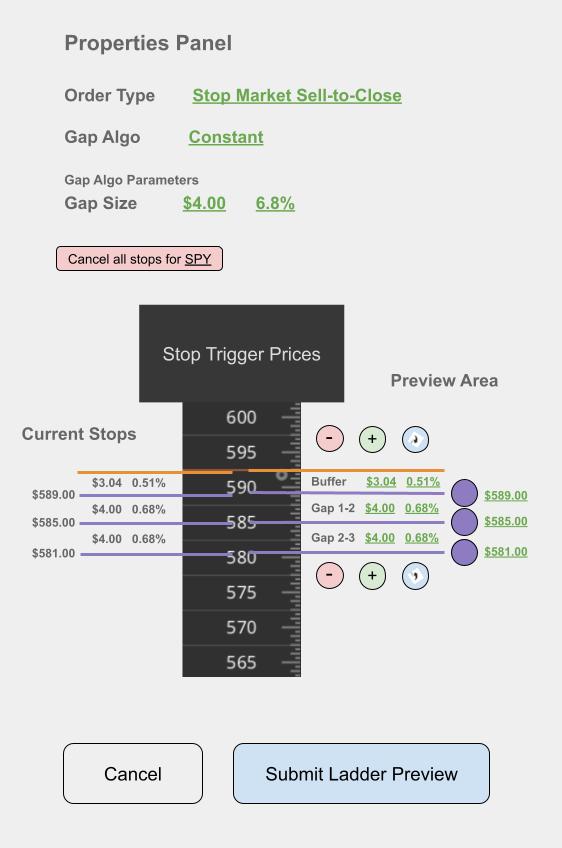 Properties Panel
Order Type Stop Market Sell-to-Close
Gap Algo Constant
Gap Algo Parameters
Gap Size $4.00 6.8%
Cancel all stops for SPY
Stop Trigger Prices
Preview Area
Current Stops
600
- +
595
$3.04 0.51%
590
Buffer $3.04 0.51%
$589.00
$589.00
$4.00 0.68%
Gap 1-2 $4.00 0.68%
$585.00
585
$585.00
$4.00 0.68%
Gap 2-3 $4.00 0.68%
$581.00
580
$581.00
- +
575
570
565
Cancel
Submit Ladder Preview